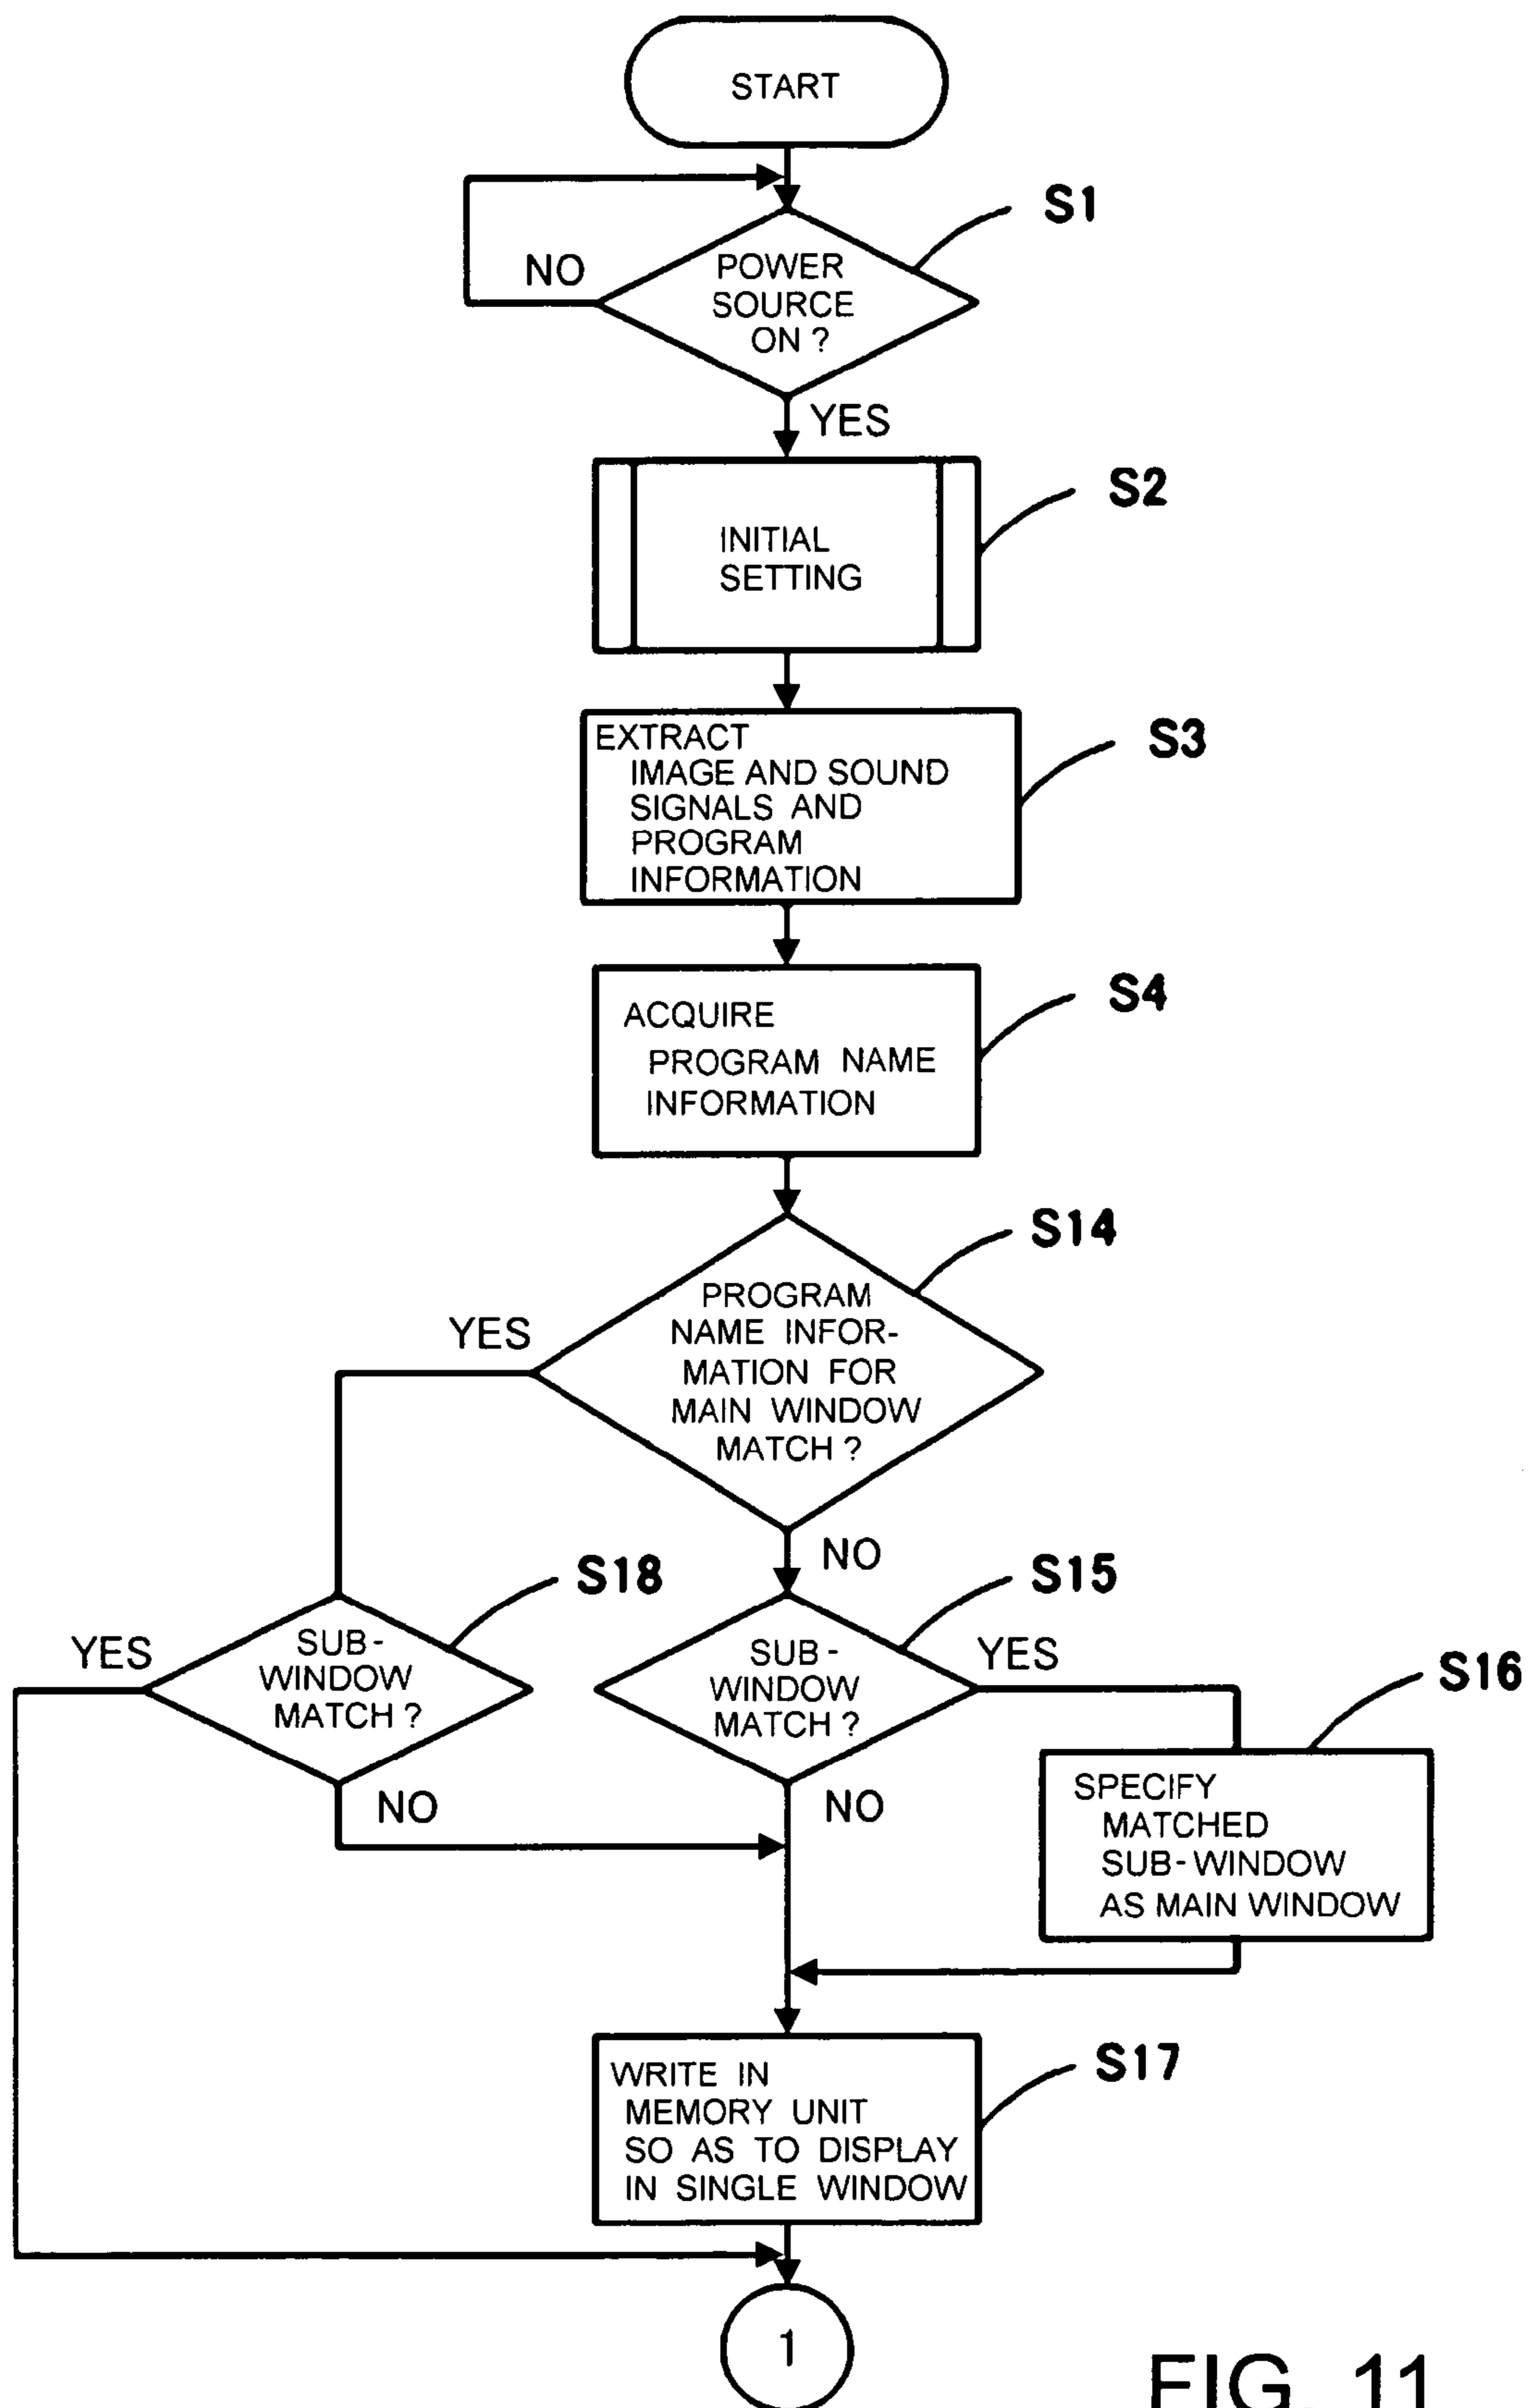 START
S1
NO
POWER
SOURCE
ON ?
YES
S2
INITIAL
SETTING
S3
EXTRACT
IMAGE AND SOUND
SIGNALS AND
PROGRAM
INFORMATION
S4
ACQUIRE
PROGRAM NAME
INFORMATION
S14
YES
PROGRAM
NAME INFOR-
MATION FOR
MAIN WINDOW
MATCH ?
NO
S18
S15
YES
SUB-
WINDOW
MATCH ?
NO
SUB-
WINDOW
MATCH ?
YES
NO
S16
SPECIFY
MATCHED
SUB-WINDOW
AS MAIN WINDOW
S17
WRITE IN
MEMORY UNIT
SO AS TO DISPLAY
IN SINGLE WINDOW
1
FIG. 11